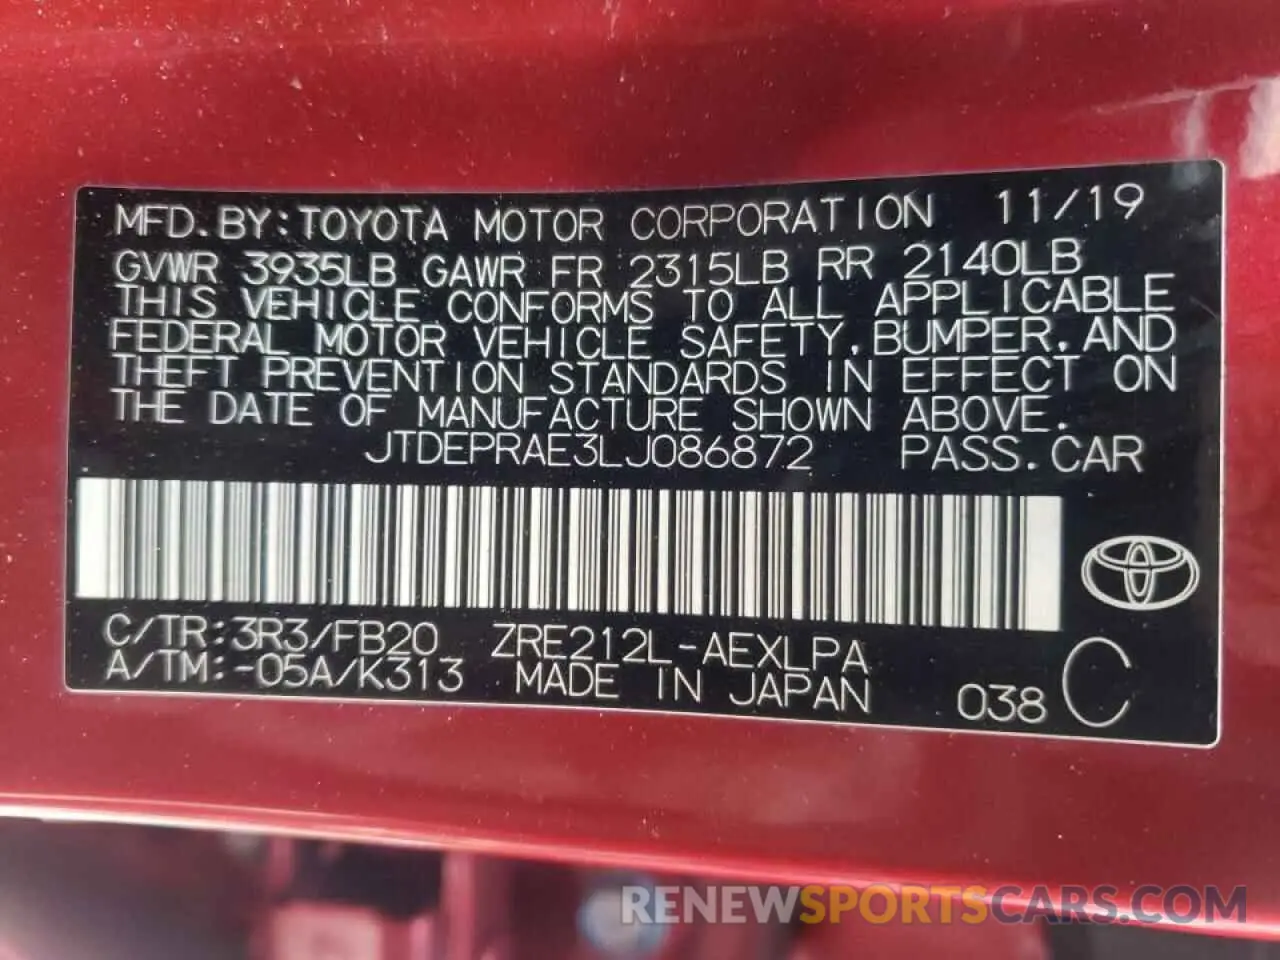 MFD. BY: TOYOTA MOTOR CORPORATION 11/19
GVWR 3935LB GAWR FR 2315LB RR 2140LB
THIS VEHICLE CONFORMS TO ALL APPLICABLE
FEDERAL MOTOR VEHICLE SAFETY, BUMPER, AND
THEFT PREVENTION STANDARDS IN EFFECT ON
THE DATE OF MANUFACTURE SHOWN ABOVE.
JTDEPRAE3LJ086872 PASS. CAR
C/TR: 3R3/FB20 ZRE212L-AEXLPA
A/TM: -05A/K313 MADE IN JAPAN 038 C
RENEWSPORTSCARS.COM